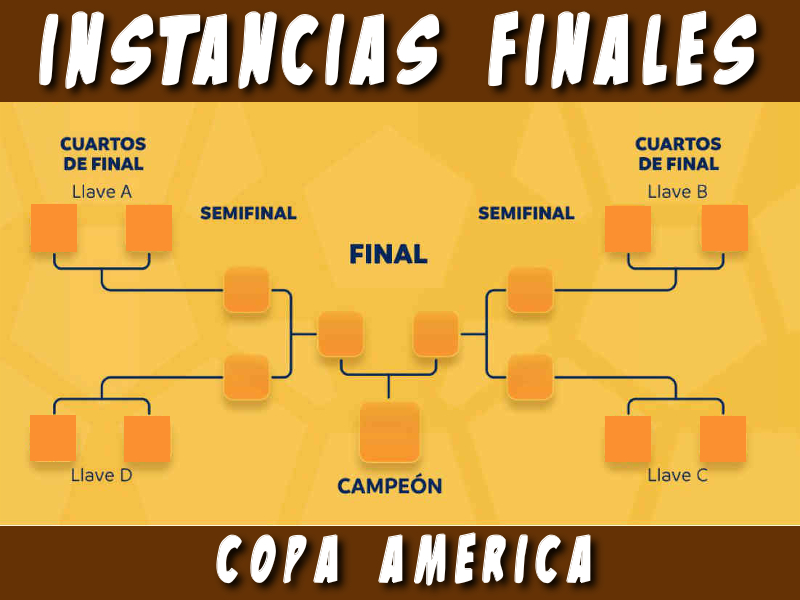 INSTANCIAS FINALES
CUARTOS
DE FINAL
Llave A
CUARTOS
DE FINAL
Llave B
SEMIFINAL
SEMIFINAL
FINAL
Llave D
Llave C
CAMPEÓN
COPA AMERICA